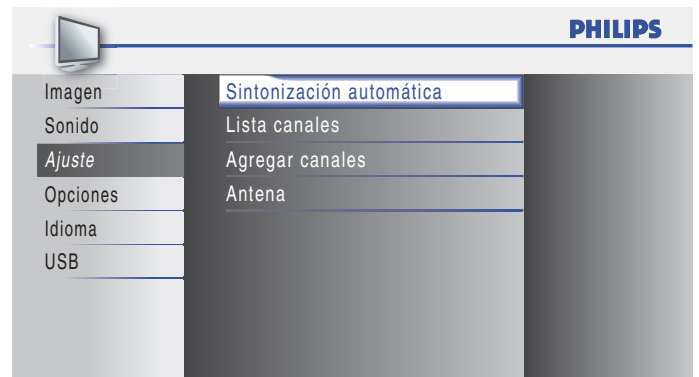 PHILIPS
Imagen
Sonido
Ajuste
Opciones
Idioma
USB
Sintonización automática
Lista canales
Agregar canales
Antena